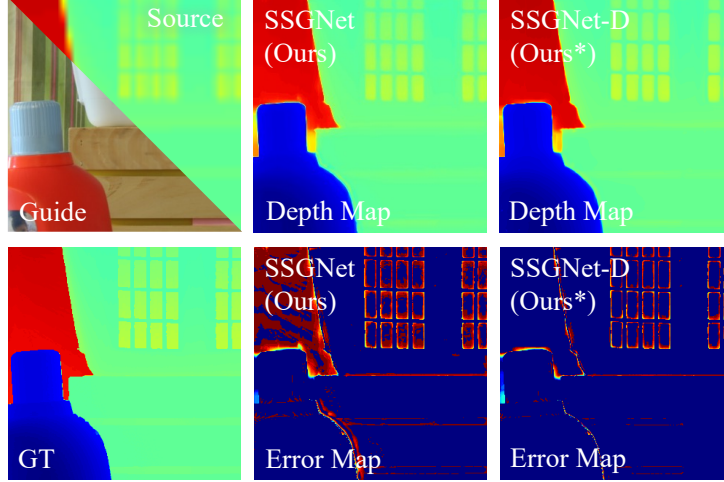 Source
Guide
SSGNet
(Ours)
Depth Map
SSGNet-D
(Ours*)
Depth Map
GT
SSGNet
(Ours)
Error Map
SSGNet-D
(Ours*)
Error Map